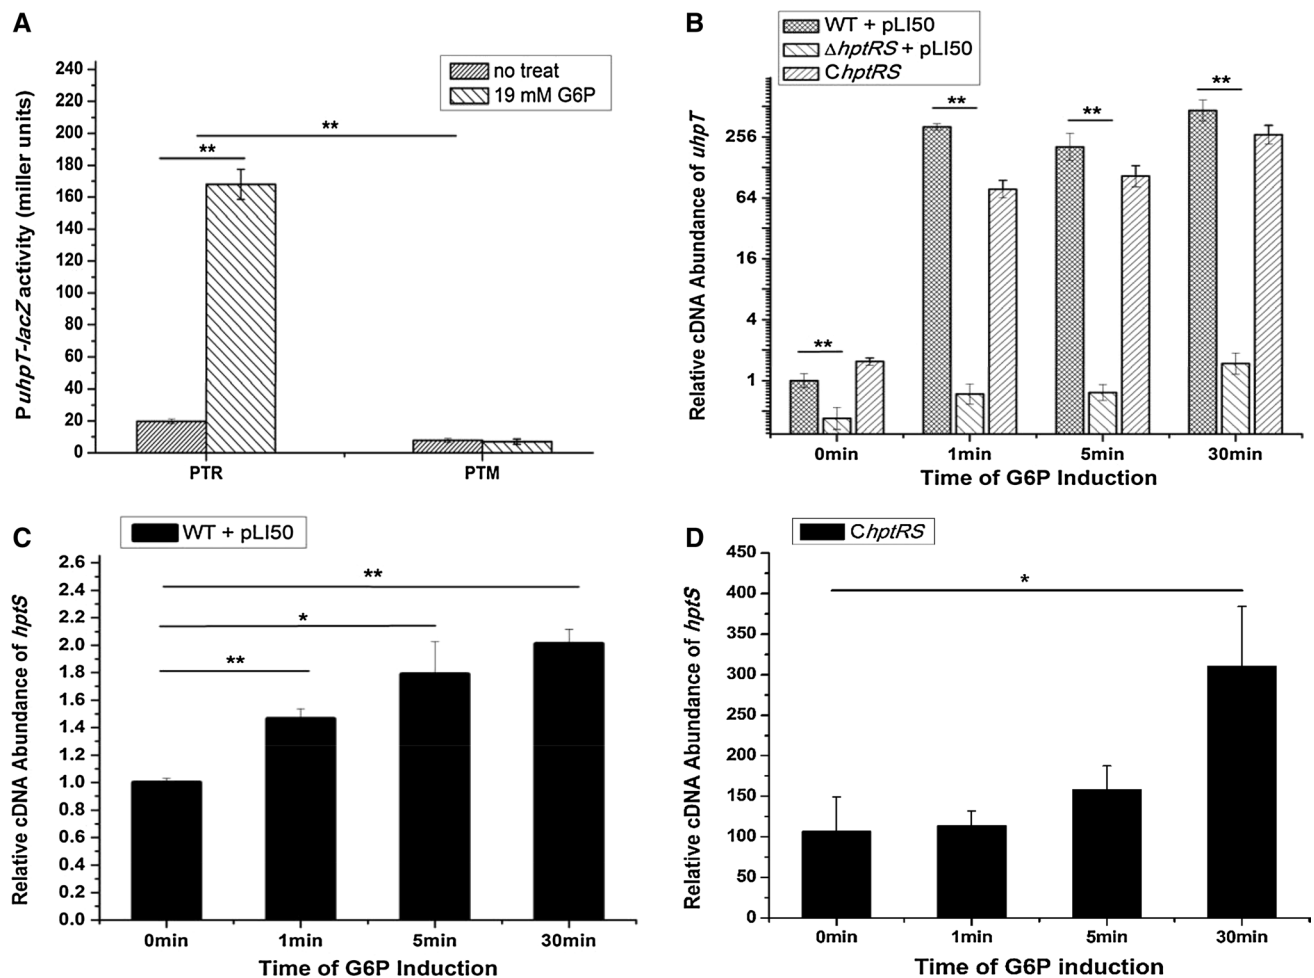 A
no treat
19 mM G6P
PuhpT-lacZ activity (miller units)
240
220
200
180
160
140
120
100
80
60
40
20
0
**
**
PTR
PTM
B
WT + pLI50
ΔhptRS + pLI50
ChptRS
Relative cDNA Abundance of uhpT
256
64
16
4
1
**
**
**
**
0min
1min
5min
30min
Time of G6P Induction
C
WT + pLI50
Relative cDNA Abundance of hptS
2.6
2.4
2.2
2.0
1.8
1.6
1.4
1.2
1.0
0.8
0.6
0.4
0.2
0.0
**
*
**
0min
1min
5min
30min
Time of G6P Induction
D
ChptRS
Relative cDNA Abundance of hptS
450
400
350
300
250
200
150
100
50
0
*
0min
1min
5min
30min
Time of G6P induction